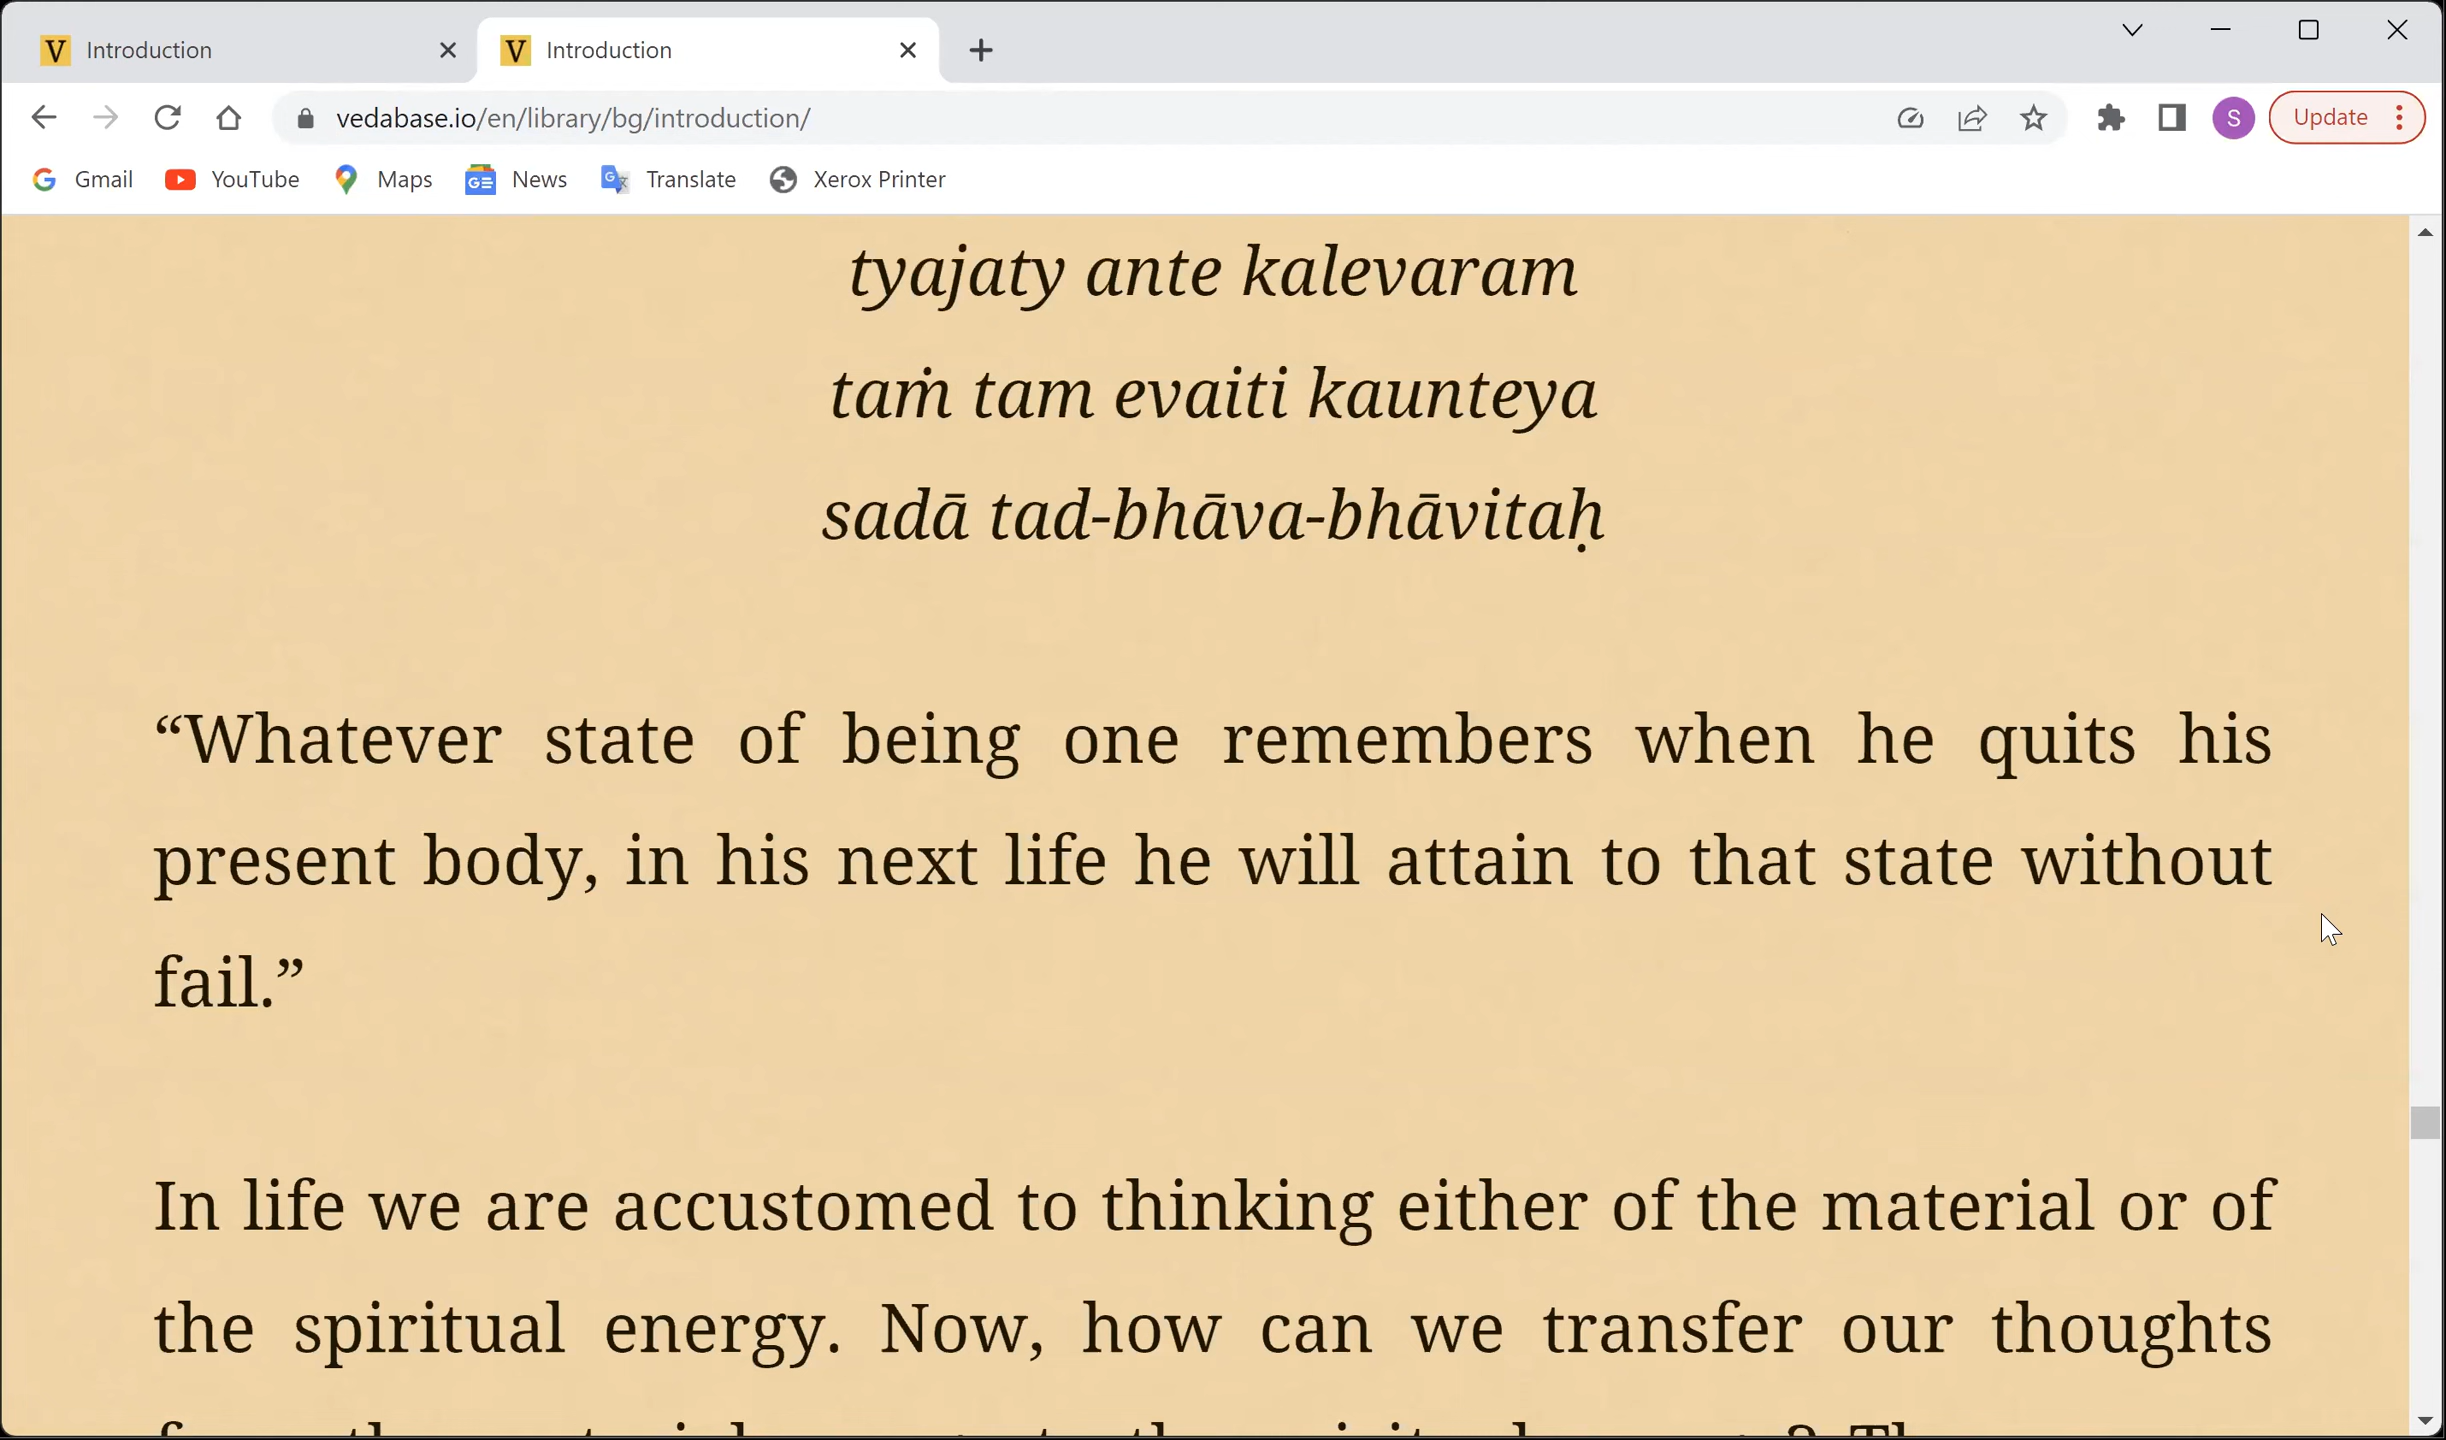 V Introduction
V Introduction
vedabase.io/en/library/bg/introduction/
S
Update
Gmail
YouTube
Maps
News
Translate
Xerox Printer
tyajaty ante kalevaram
taṁ tam evaiti kaunteya
sadā tad-bhāva-bhāvitaḥ
“Whatever state of being one remembers when he quits his
present body, in his next life he will attain to that state without
fail.”
In life we are accustomed to thinking either of the material or of
the spiritual energy. Now, how can we transfer our thoughts